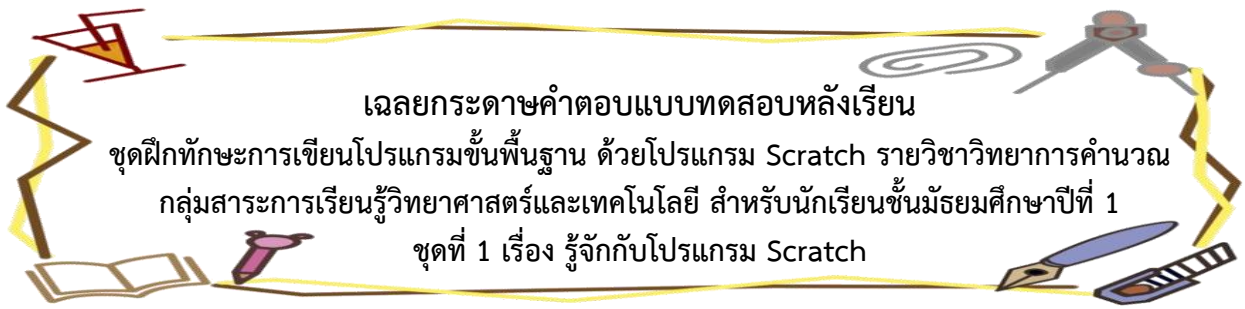 เฉลยกระดาษคำตอบแบบทดสอบหลังเรียน
ชุดฝึกทักษะการเขียนโปรแกรมขั้นพื้นฐาน ด้วยโปรแกรม Scratch รายวิชาวิทยาการคำนวณ
กลุ่มสาระการเรียนรู้วิทยาศาสตร์และเทคโนโลยี สำหรับนักเรียนชั้นมัธยมศึกษาปีที่ 1
ชุดที่ 1 เรื่อง รู้จักกับโปรแกรม Scratch